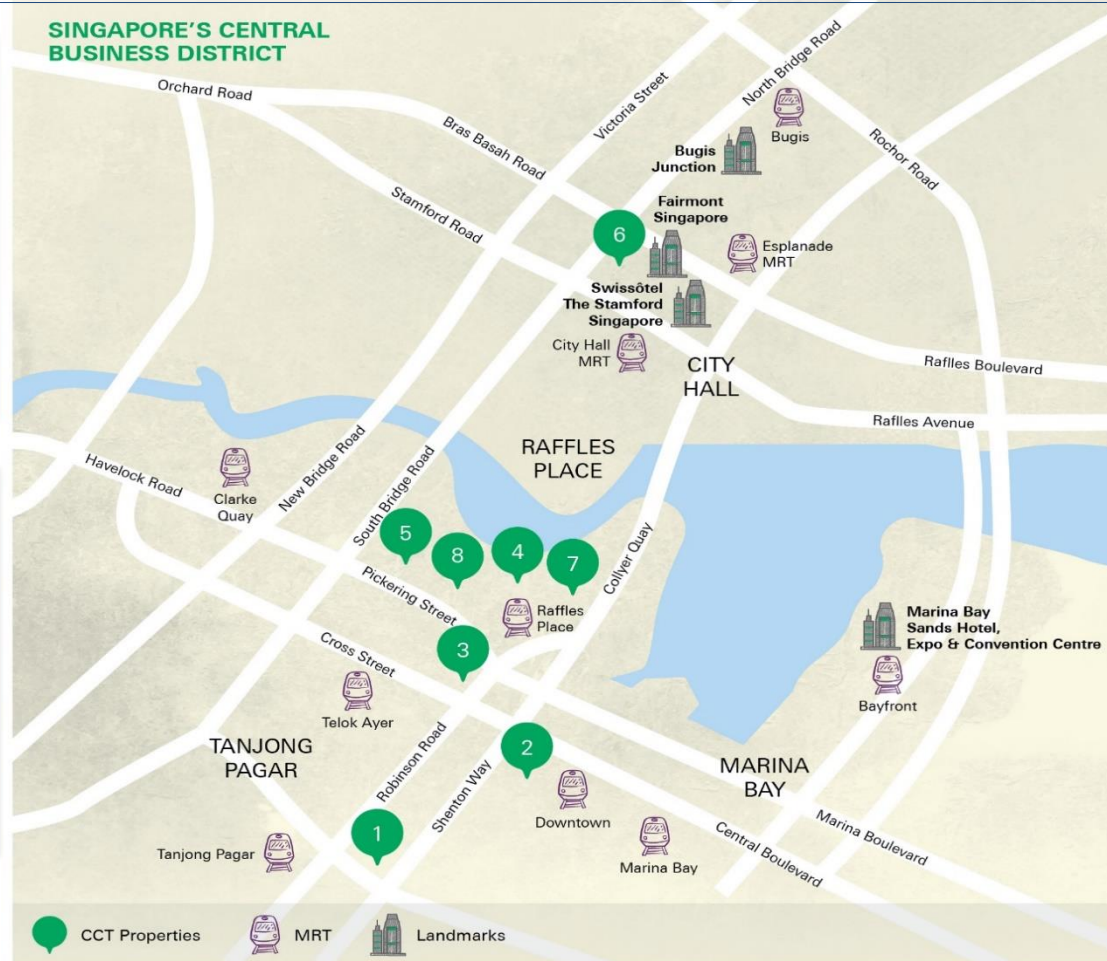 SINGAPORE'S CENTRAL
BUSINESS DISTRICT
Orchard Road
Bras Basah Road
Victoria Street
North Bridge Road
Bugis
Rochor Road
Bugis
Junction
Stamford Road
Fairmont
Singapore
6
Esplanade
MRT
Swissôtel
The Stamford
Singapore
City Hall
MRT
CITY
HALL
Raflles Boulevard
Raflles Avenue
RAFFLES
PLACE
Havelock Road
Clarke
Quay
New Bridge Road
South Bridge Road
5
8
4
7
Collyer Quay
Pickering Street
Raffles
Place
Marina Bay
Sands Hotel,
Expo & Convention Centre
Bayfront
Cross Street
3
Telok Ayer
TANJONG
PAGAR
2
MARINA
BAY
Robinson Road
Shenton Way
Downtown
1
Tanjong Pagar
Marina Bay
Central Boulevard
Marina Boulevard
CCT Properties
MRT
Landmarks